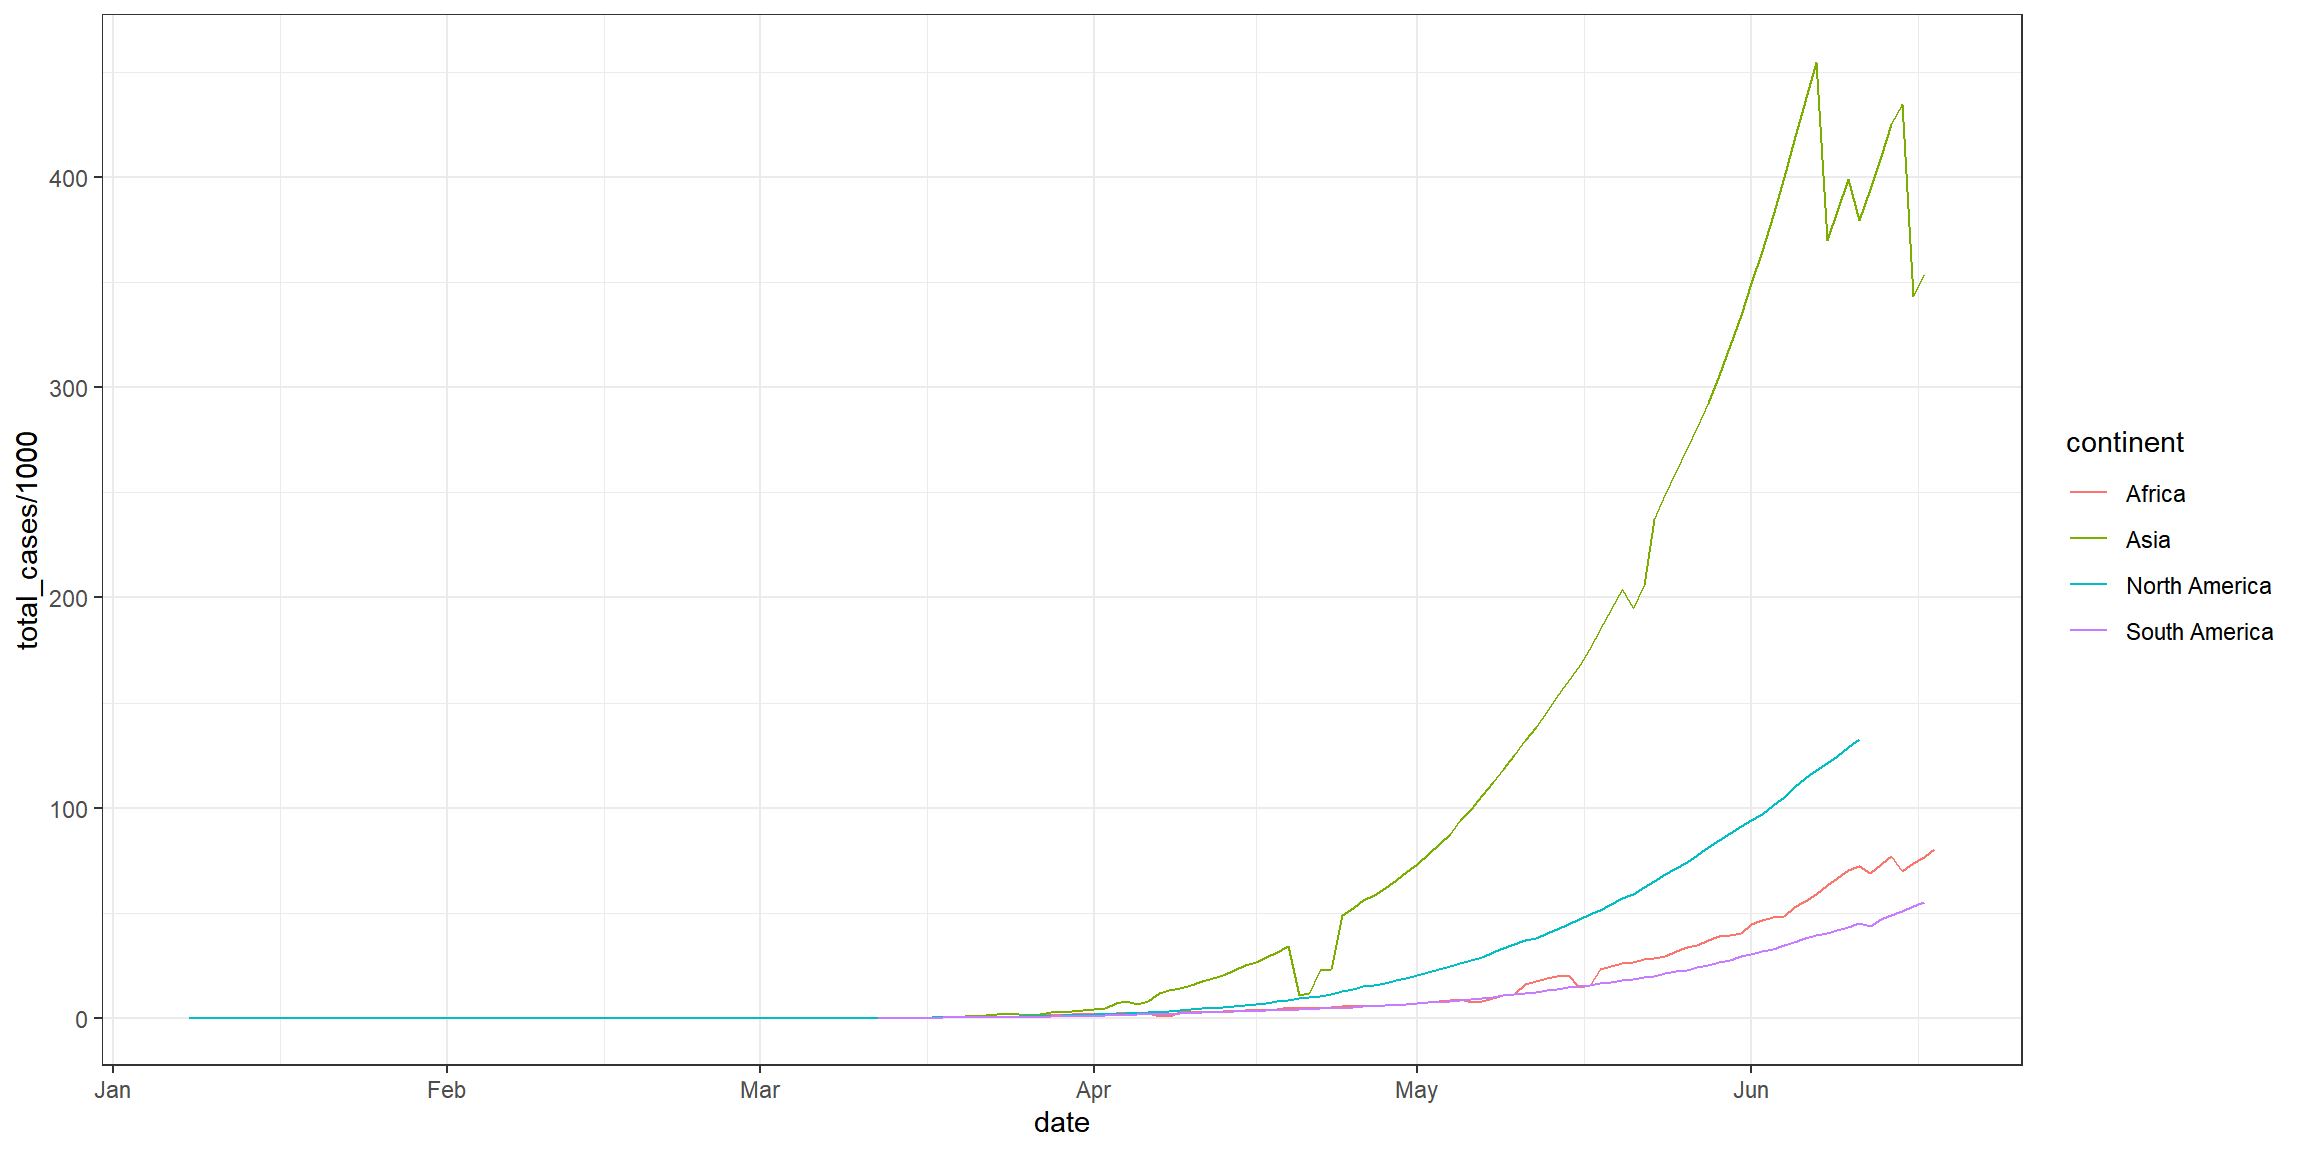 total_cases/1000
400
300
200
100
0
Jan Feb Mar Apr May Jun
date
continent
Africa
Asia
North America
South America